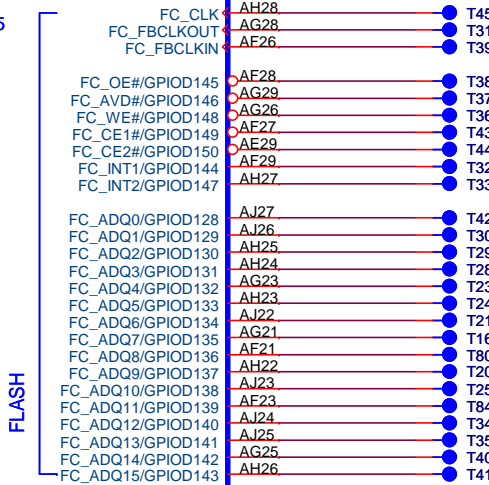 5
FC_CLK AH28 T45
FC_FBCLKOUT AG28 T31
FC_FBCLKIN AF26 T39
FC_OE#/GPIOD145 AF28 T38
FC_AVD#/GPIOD146 AG29 T37
FC_WE#/GPIOD148 AG26 T36
FC_CE1#/GPIOD149 AF27 T43
FC_CE2#/GPIOD150 AE29 T44
FC_INT1/GPIOD144 AF29 T32
FC_INT2/GPIOD147 AH27 T33
FC_ADQ0/GPIOD128 AJ27 T42
FC_ADQ1/GPIOD129 AJ26 T30
FC_ADQ2/GPIOD130 AH25 T29
FC_ADQ3/GPIOD131 AH24 T28
FC_ADQ4/GPIOD132 AG23 T23
FC_ADQ5/GPIOD133 AH23 T24
FC_ADQ6/GPIOD134 AJ22 T21
FC_ADQ7/GPIOD135 AG21 T16
FC_ADQ8/GPIOD136 AF21 T80
FC_ADQ9/GPIOD137 AH22 T20
FC_ADQ10/GPIOD138 AJ23 T25
FC_ADQ11/GPIOD139 AF23 T84
FC_ADQ12/GPIOD140 AJ24 T34
FC_ADQ13/GPIOD141 AJ25 T35
FC_ADQ14/GPIOD142 AG25 T40
FC_ADQ15/GPIOD143 AH26 T41
FLASH